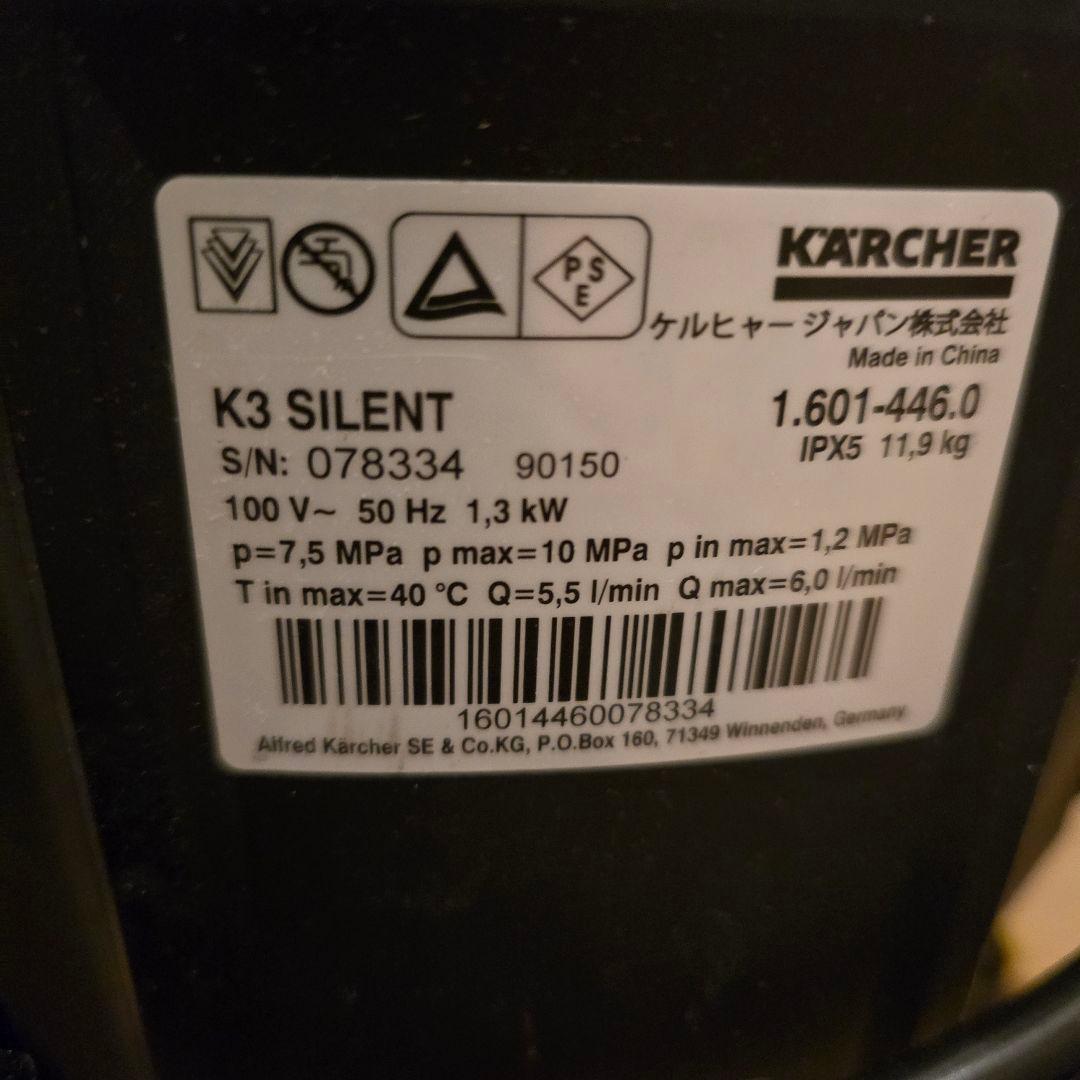 P S
E
KÄRCHER
ケルヒャー ジャパン株式会社
Made in China
K3 SILENT
1.601-446.0
S/N: 078334 90150
IPX5 11,9 kg
100 V~ 50 Hz 1,3 kW
p=7,5 MPa p max=10 MPa p in max=1,2 MPa
T in max=40 °C Q=5,5 l/min Q max=6,0 l/min
16014460078334
Alfred Kärcher SE & Co.KG, P.O.Box 160, 71349 Winnenden, Germany